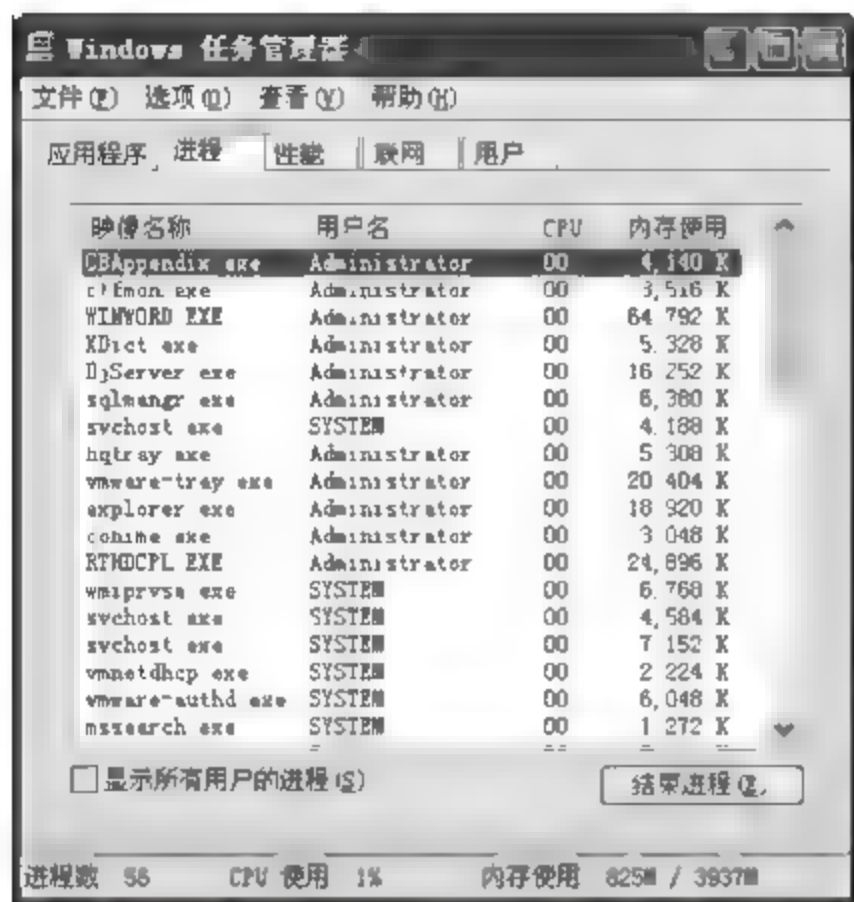 Windows 任务管理器
文件(F) 选项(O) 查看(V) 帮助(H)
应用程序 进程 性能 联网 用户
映像名称 用户名 CPU 内存使用
CBAppendix.exe Administrator 00 4,140 K
ctfmon.exe Administrator 00 3,516 K
WINWORD.EXE Administrator 00 64,792 K
XDict.exe Administrator 00 5,328 K
DjServer.exe Administrator 00 16,252 K
sqlmangr.exe Administrator 00 6,380 K
svchost.exe SYSTEM 00 4,188 K
hqtray.exe Administrator 00 5,308 K
vmware-tray.exe Administrator 00 20,404 K
explorer.exe Administrator 00 18,920 K
conime.exe Administrator 00 3,048 K
RTHDCPL.EXE Administrator 00 24,896 K
wmiprvse.exe SYSTEM 00 6,768 K
svchost.exe SYSTEM 00 4,584 K
svchost.exe SYSTEM 00 7,152 K
vmnetdhcp.exe SYSTEM 00 2,224 K
vmware-authd.exe SYSTEM 00 6,048 K
mssearch.exe SYSTEM 00 1,272 K
显示所有用户的进程(S) 结束进程(E)
进程数 56 CPU 使用 1% 内存使用 825M / 3937M